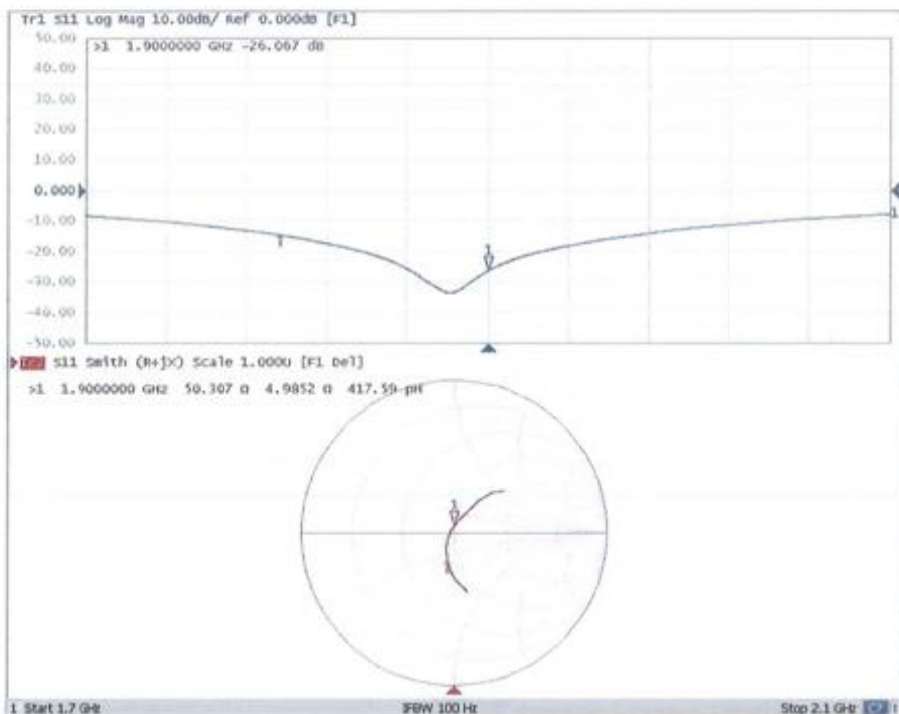 Tr1 S11 Log Mag 10.00dB/ Ref 0.000dB [F1]
50.00
>1 1.9000000 GHz -26.067 dB
40.00
30.00
20.00
10.00
0.000
-10.00
1
-20.00
1
-30.00
-40.00
-50.00
S11 Smith (R+jX) Scale 1.000U [F1 Del]
>1 1.9000000 GHz 50.307 Ω 4.9852 Ω 417.59 pH
1
1 Start 1.7 GHz
IFBW 100 Hz
Stop 2.1 GHz